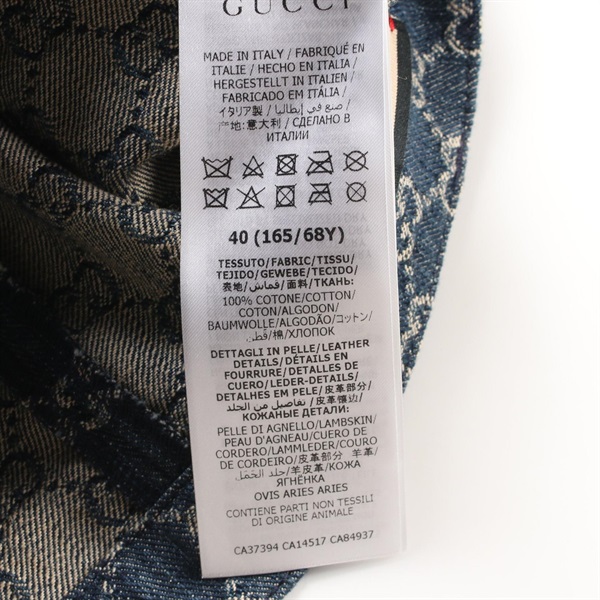 GUCCI
MADE IN ITALY / FABRIQUÉ EN
ITALIE / HECHO EN ITALIA /
HERGESTELLT IN ITALIEN /
FABRICADO EM ITÁLIA /
イタリア製 / صنع في إيطاليا /
地:意大利 / СДЕЛАНО В
ИТАЛИИ
40 (165/68Y)
TESSUTO/FABRIC/TISSU/
TEJIDO/GEWEBE/TECIDO/
表地/قماش/面料/ТКАНЬ:
100% COTONE/COTTON/
COTON/ALGODON/
BAUMWOLLE/ALGODÃO/コットン/
قطن/棉/ХЛОПОК
DETTAGLI IN PELLE/LEATHER
DETAILS/DÉTAILS EN
FOURRURE/DETALLES DE
CUERO/LEDER-DETAILS/
DETALHES EM PELE/皮革部分/
تفاصيل من الجلد/皮革镶边/
КОЖАНЫЕ ДЕТАЛИ:
PELLE DI AGNELLO/LAMBSKIN/
PEAU D'AGNEAU/CUERO DE
CORDERO/LAMMLEDER/COURO
DE CORDEIRO/皮革部分 羊革/
جلد الحَمَل/羊皮革/КОЖА
ЯГНЁНКА
OVIS ARIES ARIES
CONTIENE PARTI NON TESSILI
DI ORIGINE ANIMALE
CA37394 CA14517 CA84937